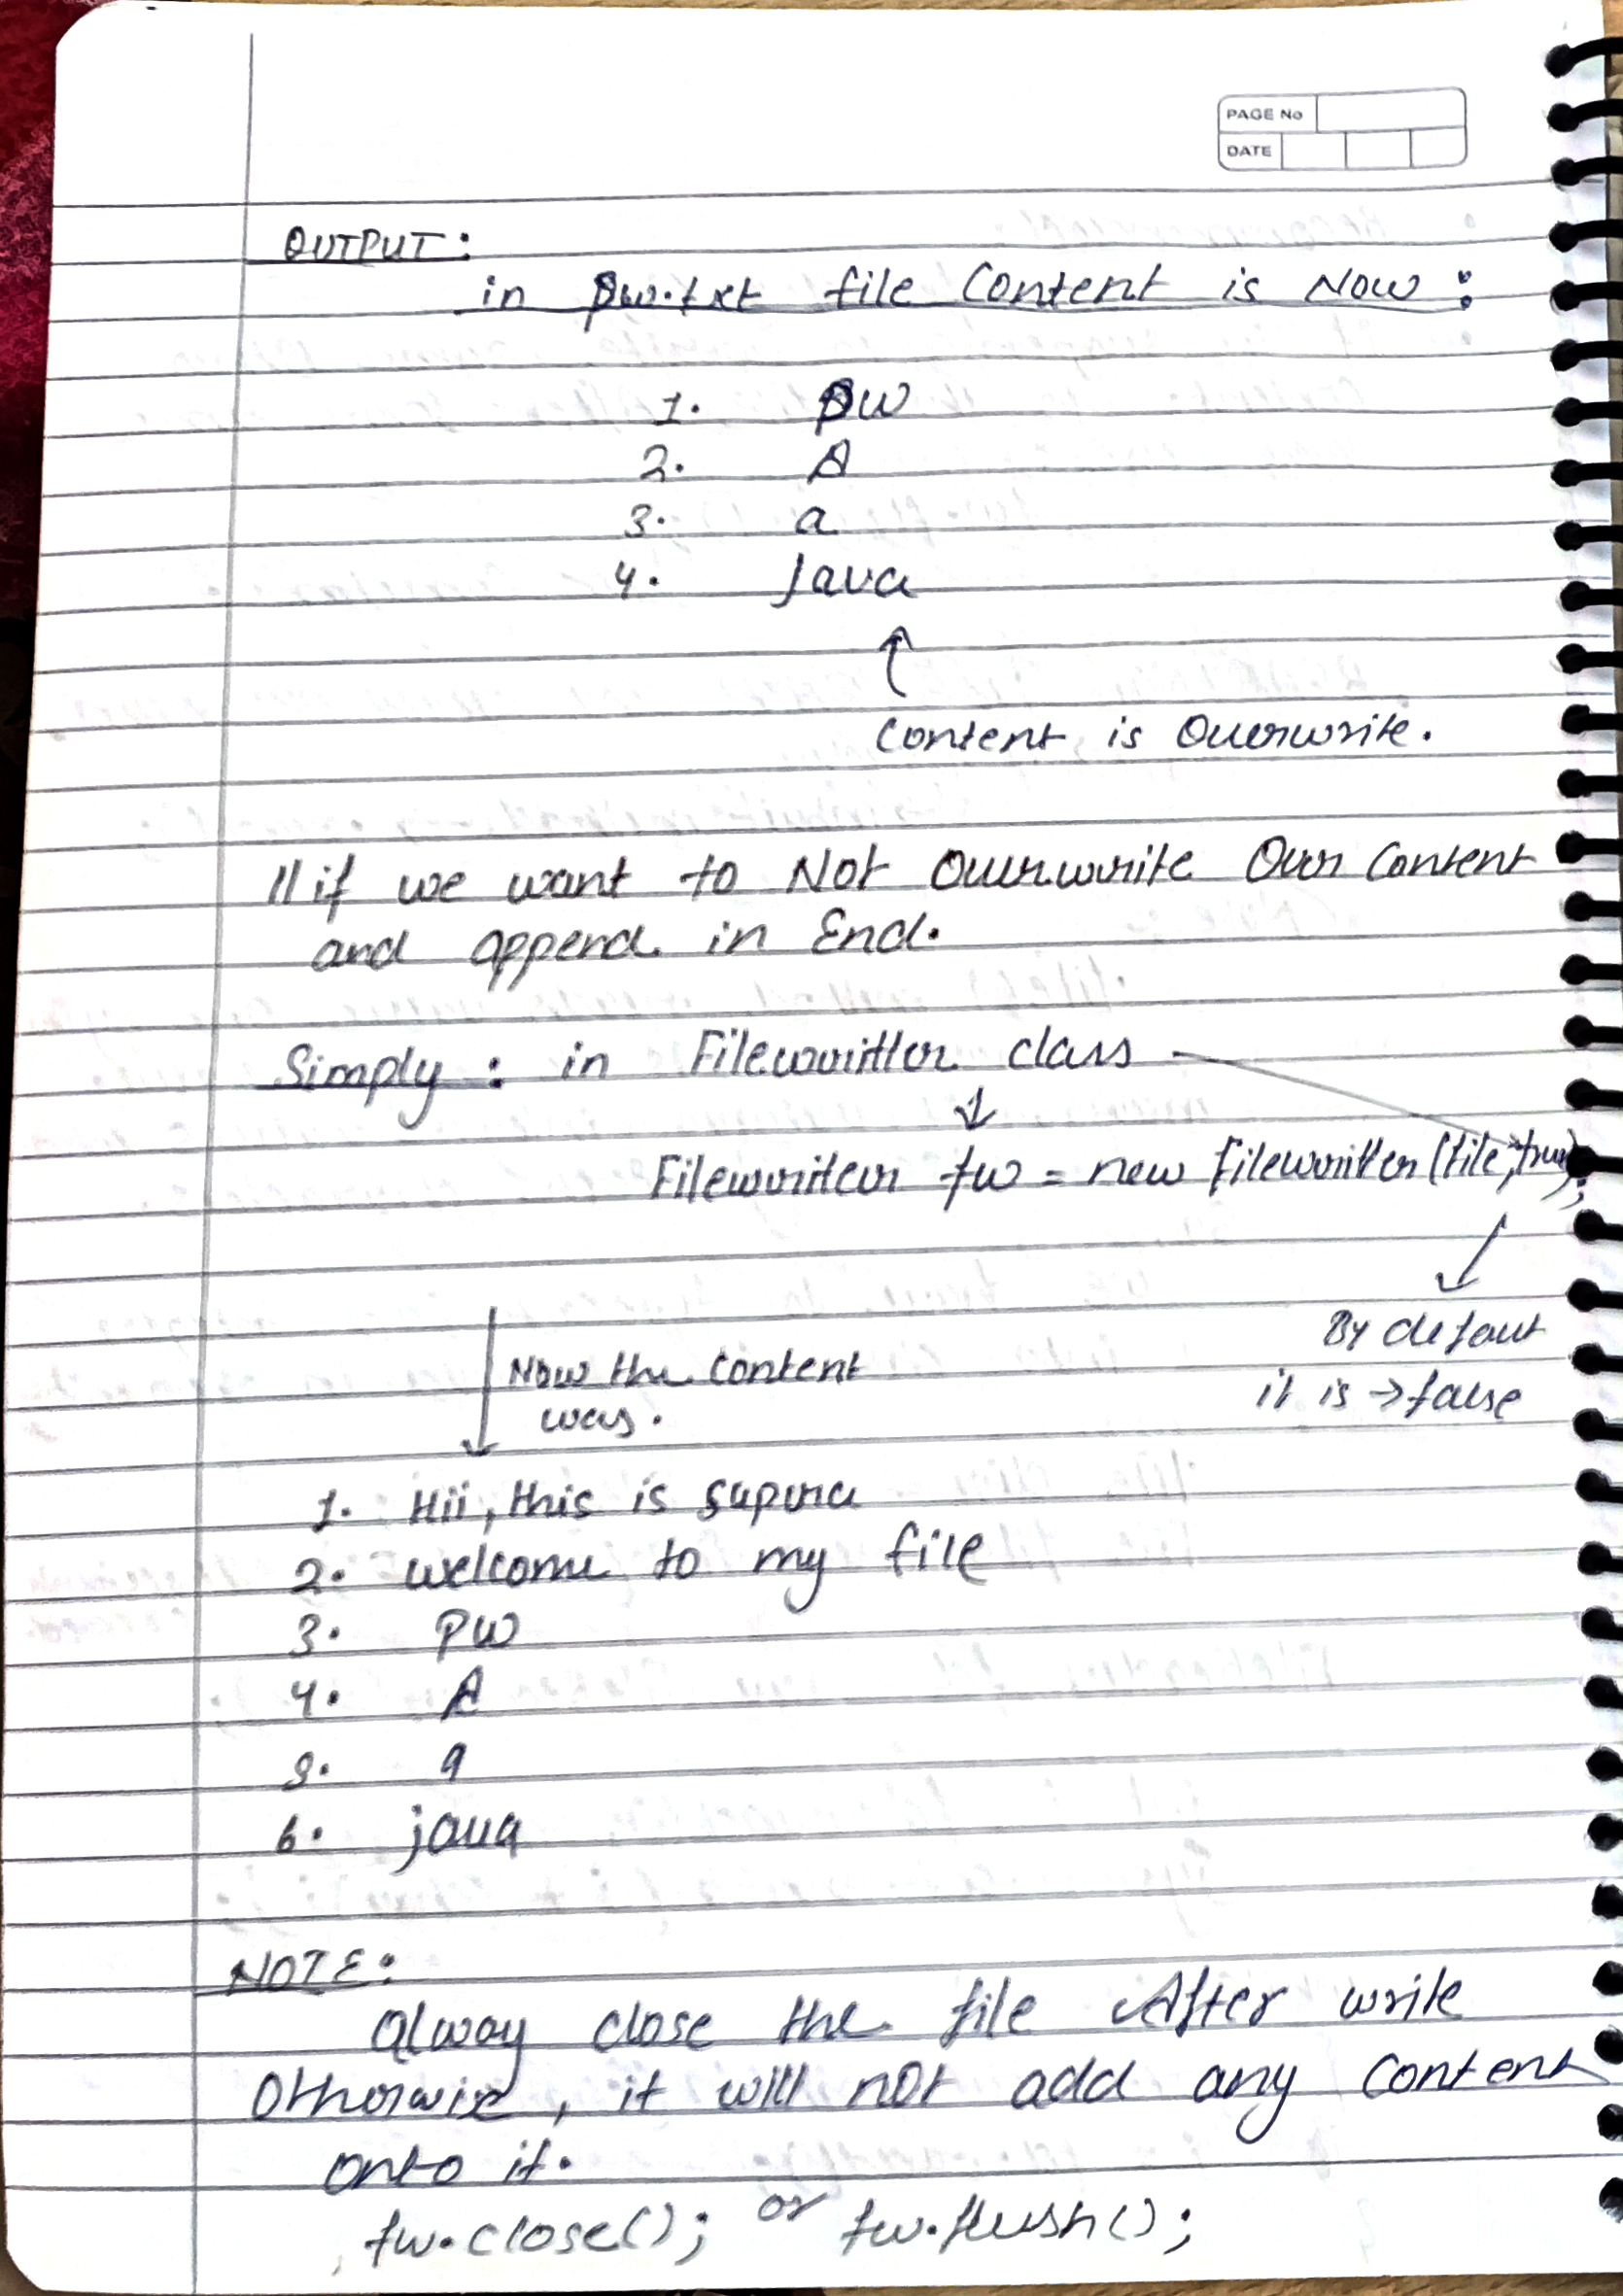 PAGE No
DATE
OUTPUT:
in pw.txt file Content is Now:
1. pw
2. A
3. a
4. Java
Content is Overwrite.
// if we want to Not Overwrite Our Content
and append in End.
Simply: in Filewritter class
Filewriter fw = new filewritter(file, true);
By defaut
it is → false
Now the Content
was.
1. Hii, this is
2. welcome to my file
3. PW
4. A
5. a
6. java
NOTE:
Alway close the file After write
Otherwise, it will not add any Content
onto it.
fw.close(); or fw.flush();